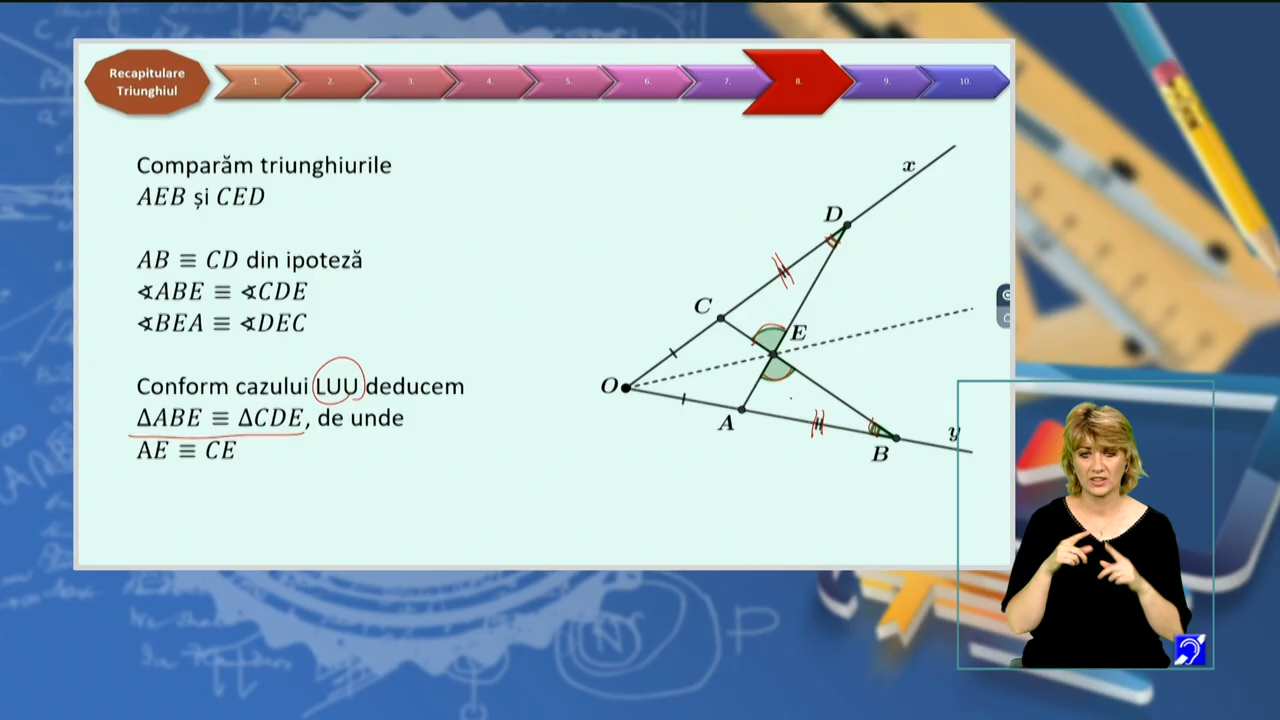 Recapitulare
Triunghiul
1.
2.
3.
4.
5.
6.
7.
8.
9.
10.
Comparăm triunghiurile
AEB și CED
AB ≡ CD din ipoteză
∢ABE ≡ ∢CDE
∢BEA ≡ ∢DEC
Conform cazului LUU deducem
ΔABE ≡ ΔCDE, de unde
AE ≡ CE
x
D
C
E
O
A
B
y
N
P